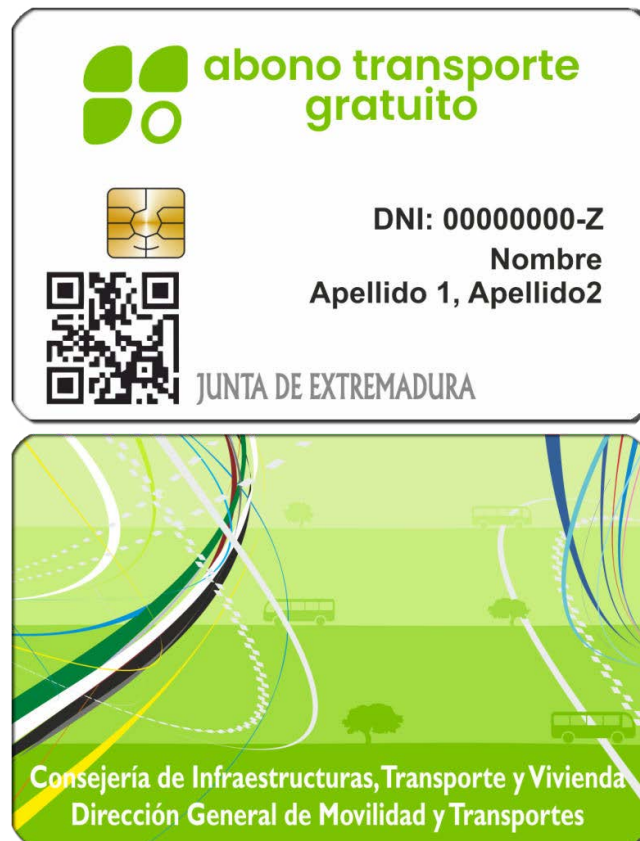 abono transporte
gratuito
DNI: 00000000-Z
Nombre
Apellido 1, Apellido2
JUNTA DE EXTREMADURA
Consejería de Infraestructuras, Transporte y Vivienda
Dirección General de Movilidad y Transportes